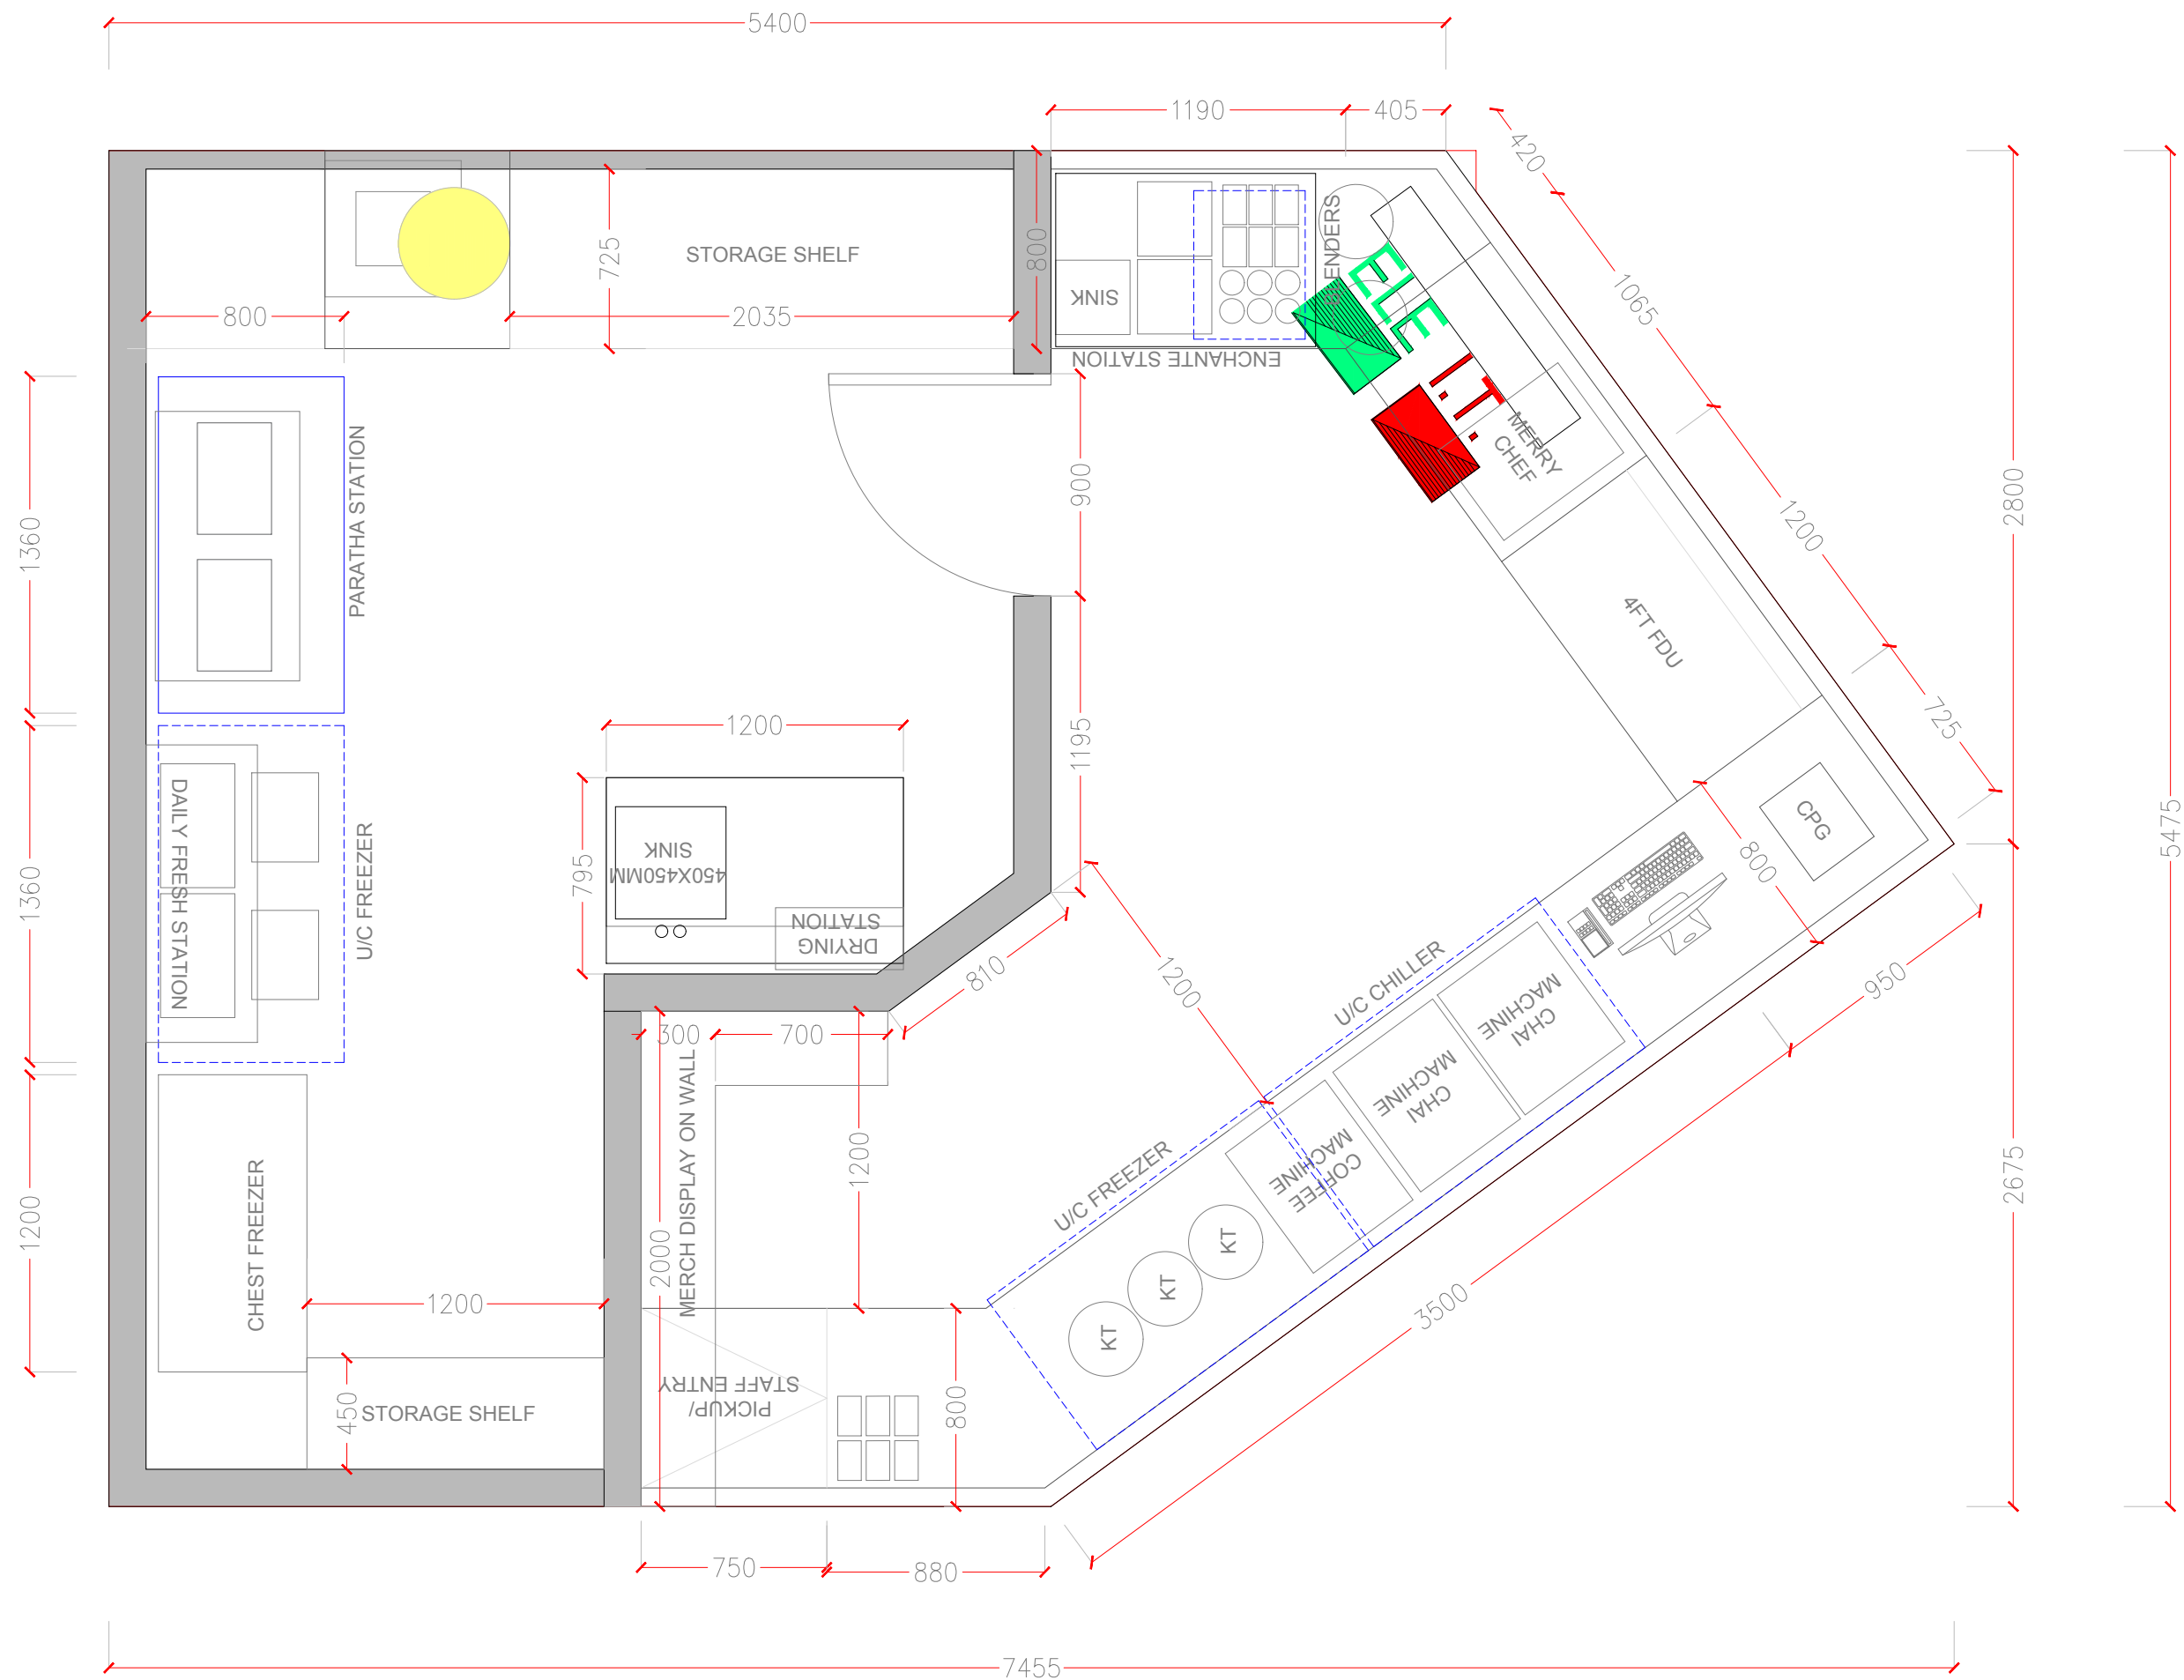 5400
1190
405
420
800
725
STORAGE SHELF
800
2035
SINK
BLENDERS
ENCHANTE STATION
ELE.
I.T.
MERRY
CHEF
1065
1200
725
2800
5475
1360
PARATHA STATION
900
4FT FDU
1195
1200
795
SINK
450X450MM
DRYING
STATION
1360
DAILY FRESH STATION
U/C FREEZER
CPG
800
950
810
1200
U/C CHILLER
CHAI
MACHINE
CHAI
MACHINE
COFFEE
MACHINE
U/C FREEZER
KT
KT
KT
3500
2675
300
700
MERCH DISPLAY ON WALL
1200
2000
1200
CHEST FREEZER
1200
450
STORAGE SHELF
PICKUP/
STAFF ENTRY
800
750
880
7455